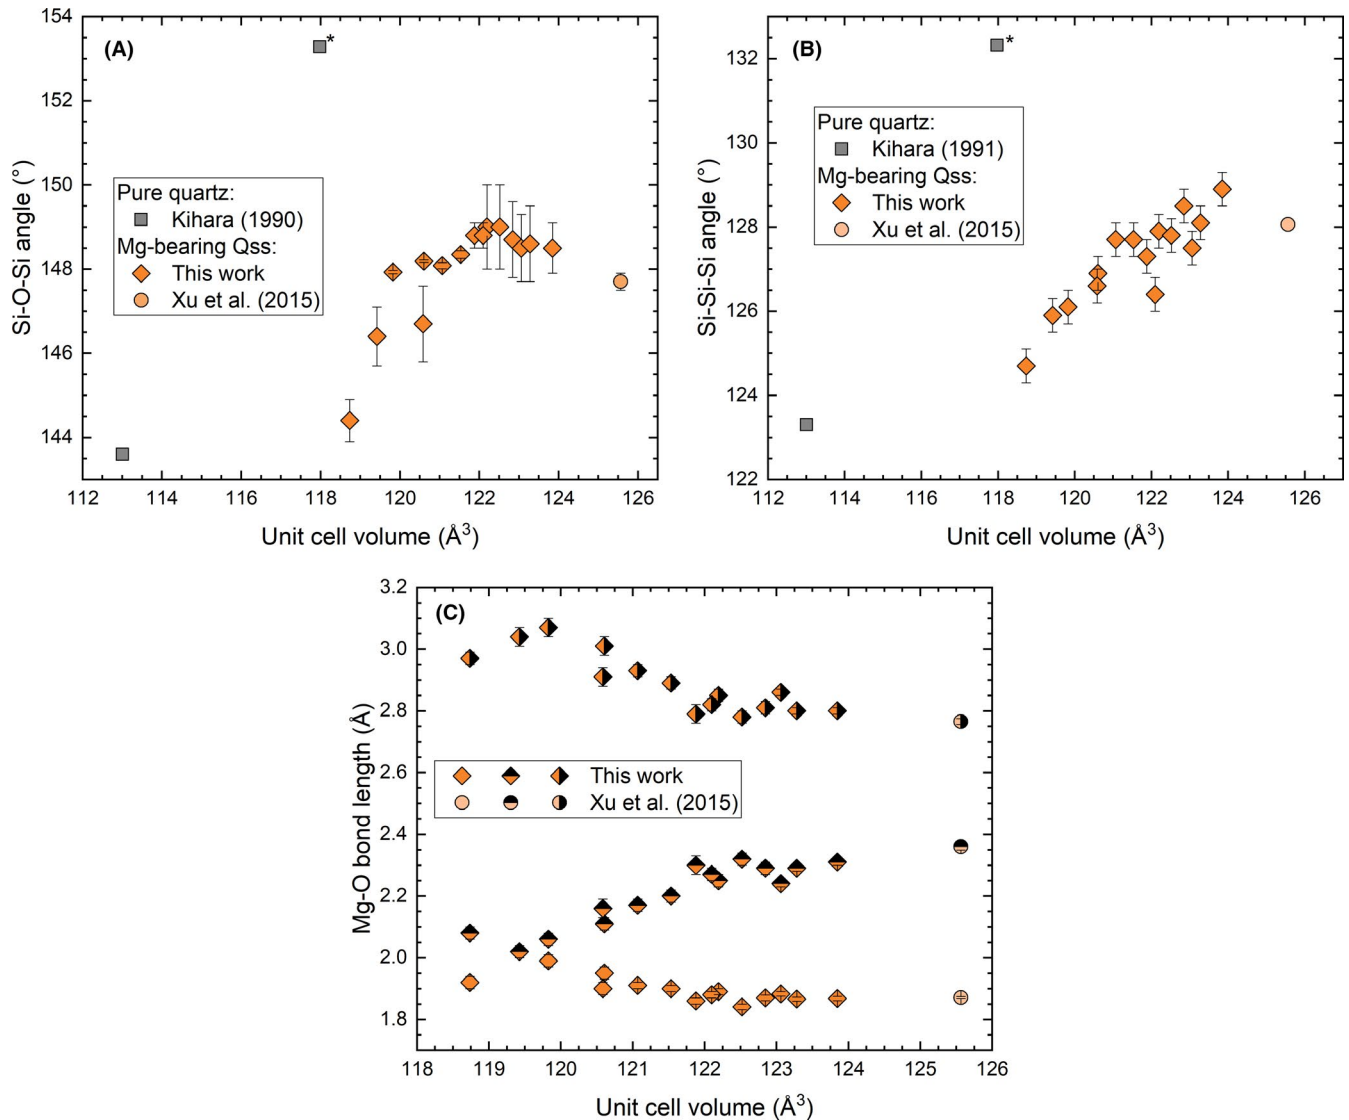 (A)
*
Si-O-Si angle (°)
154
152
150
148
146
144
Pure quartz:
Kihara (1990)
Mg-bearing Qss:
This work
Xu et al. (2015)
112 114 116 118 120 122 124 126
Unit cell volume (Å³)
(B)
*
Si-Si-Si angle (°)
132
130
128
126
124
122
Pure quartz:
Kihara (1991)
Mg-bearing Qss:
This work
Xu et al. (2015)
112 114 116 118 120 122 124 126
Unit cell volume (Å³)
(C)
Mg-O bond length (Å)
3.2
3.0
2.8
2.6
2.4
2.2
2.0
1.8
This work
Xu et al. (2015)
118 119 120 121 122 123 124 125 126
Unit cell volume (Å³)